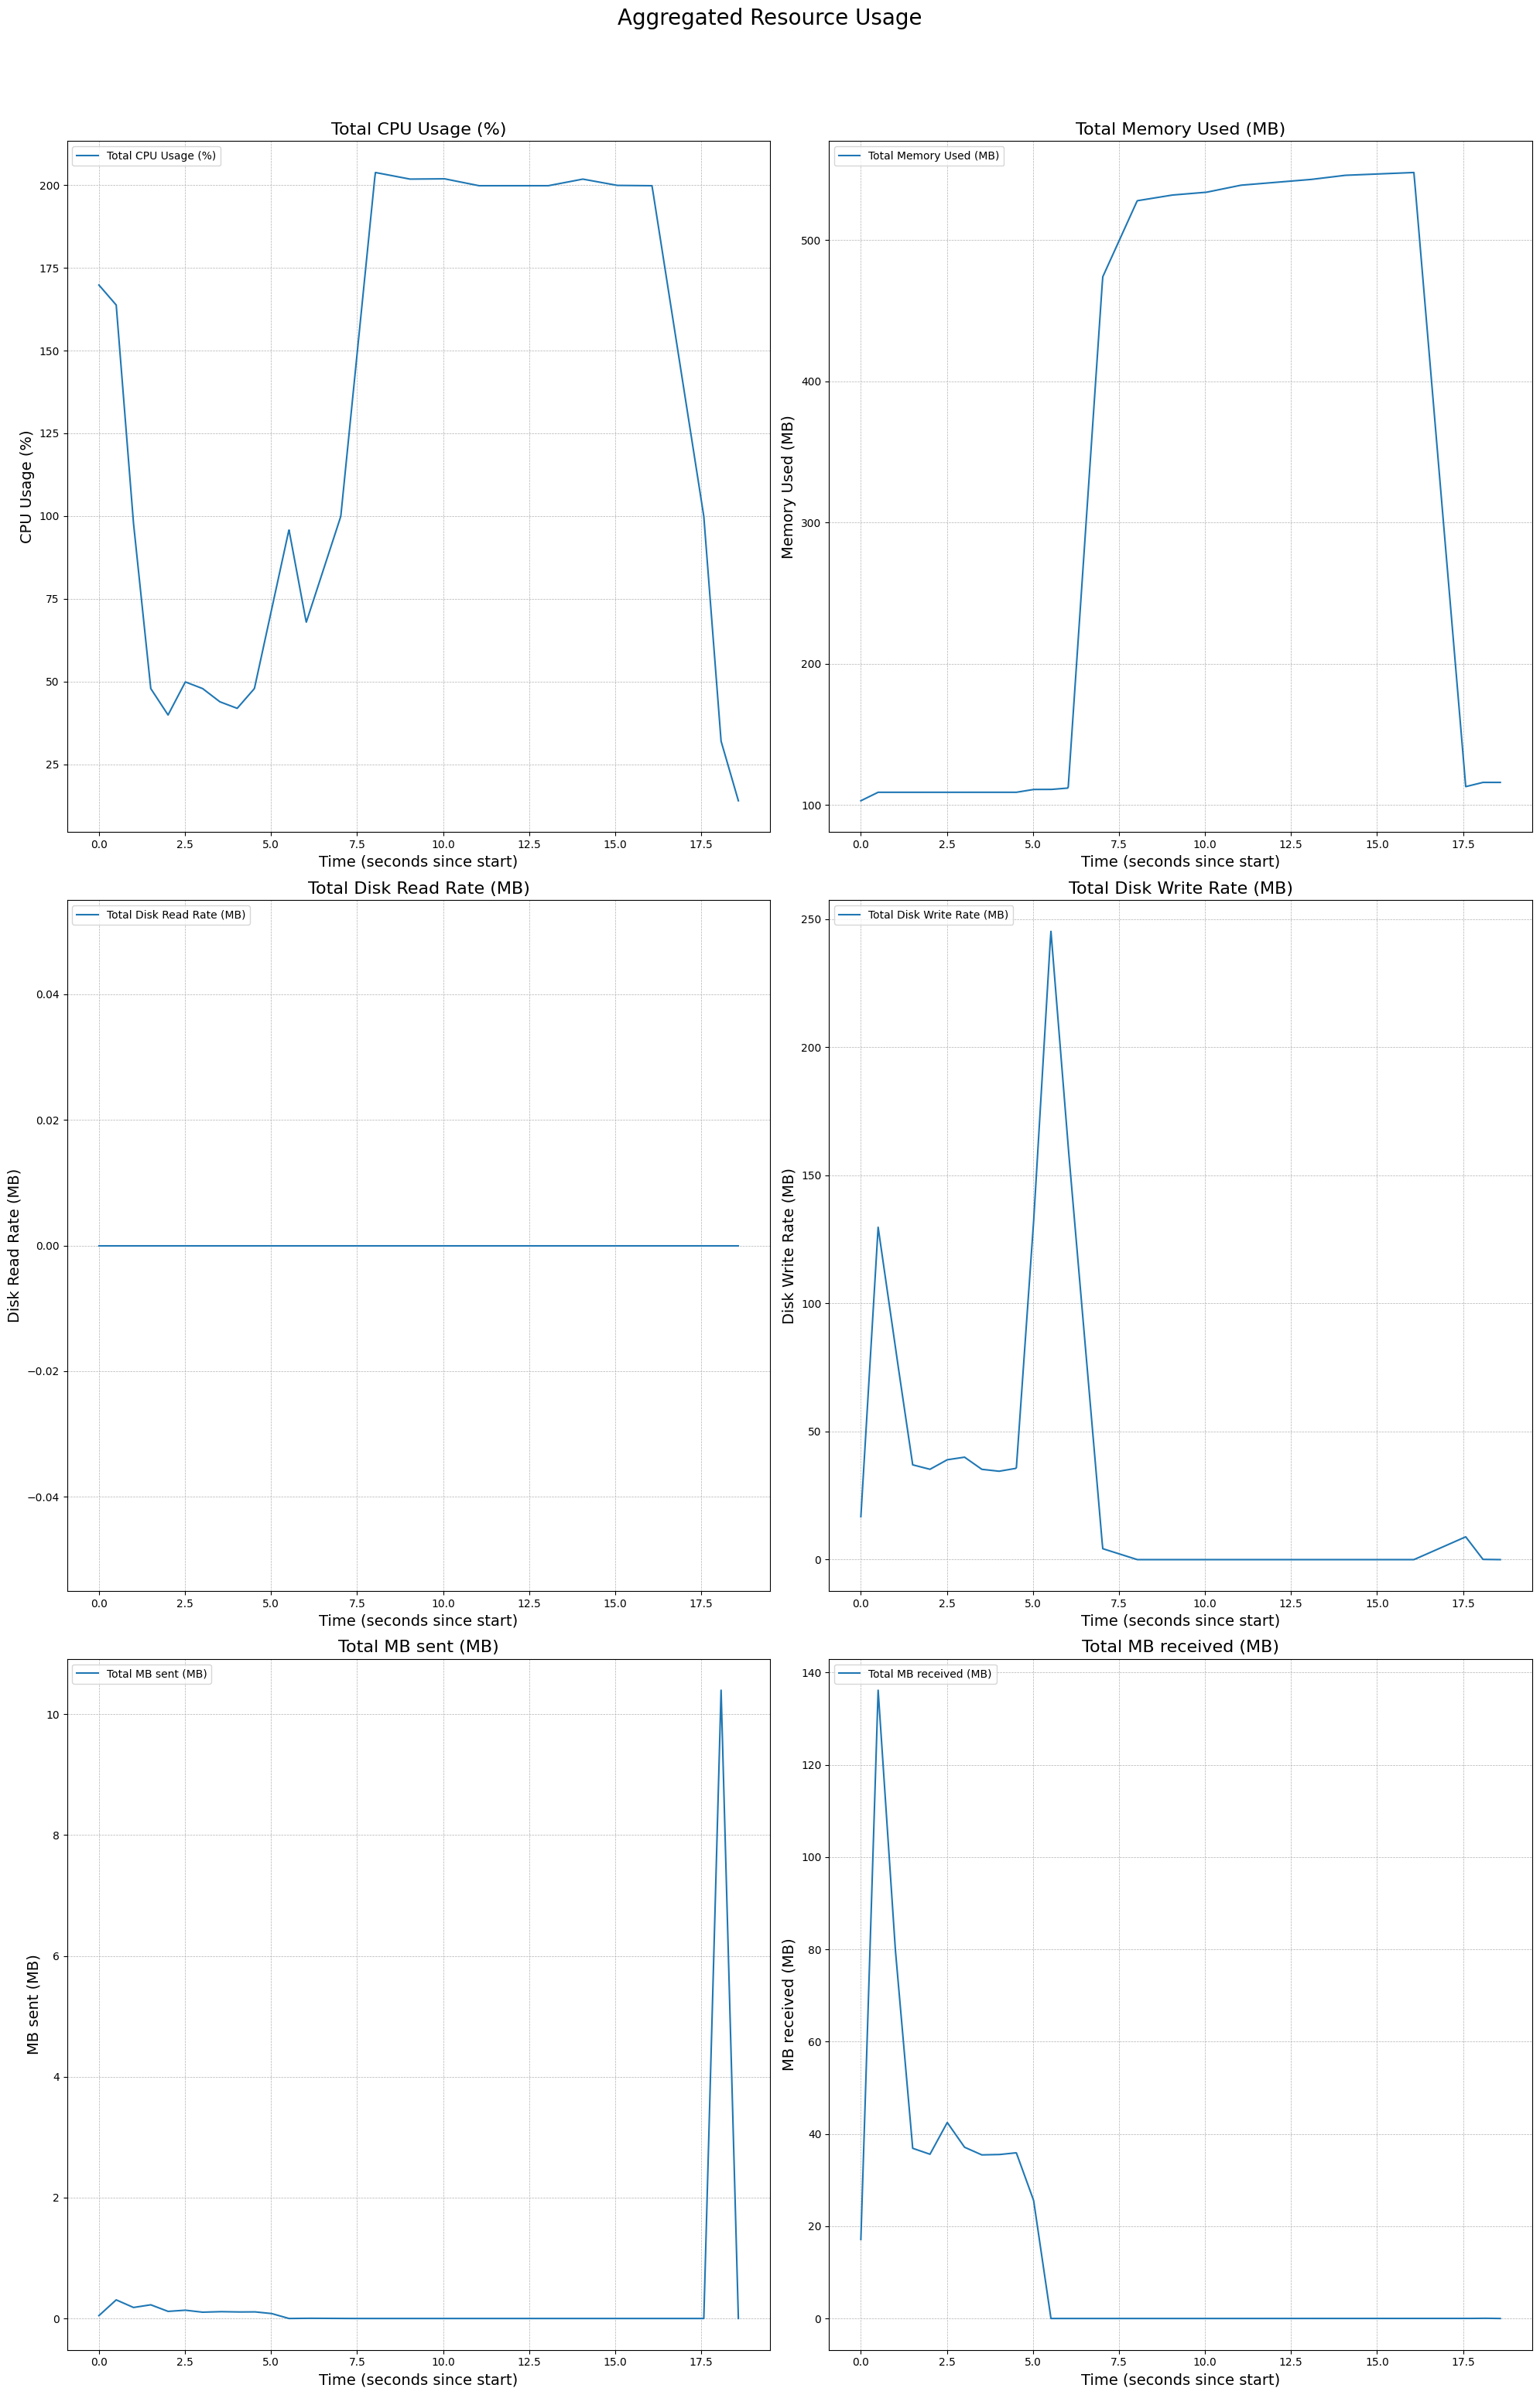 Aggregated Resource Usage
Total CPU Usage (%)
Total CPU Usage (%)
CPU Usage (%)
200
175
150
125
100
75
50
25
0.0 2.5 5.0 7.5 10.0 12.5 15.0 17.5
Time (seconds since start)
Total Memory Used (MB)
Total Memory Used (MB)
Memory Used (MB)
500
400
300
200
100
0.0 2.5 5.0 7.5 10.0 12.5 15.0 17.5
Time (seconds since start)
Total Disk Read Rate (MB)
Total Disk Read Rate (MB)
Disk Read Rate (MB)
0.04
0.02
0.00
−0.02
−0.04
0.0 2.5 5.0 7.5 10.0 12.5 15.0 17.5
Time (seconds since start)
Total Disk Write Rate (MB)
Total Disk Write Rate (MB)
Disk Write Rate (MB)
250
200
150
100
50
0
0.0 2.5 5.0 7.5 10.0 12.5 15.0 17.5
Time (seconds since start)
Total MB sent (MB)
Total MB sent (MB)
MB sent (MB)
10
8
6
4
2
0
0.0 2.5 5.0 7.5 10.0 12.5 15.0 17.5
Time (seconds since start)
Total MB received (MB)
Total MB received (MB)
MB received (MB)
140
120
100
80
60
40
20
0
0.0 2.5 5.0 7.5 10.0 12.5 15.0 17.5
Time (seconds since start)